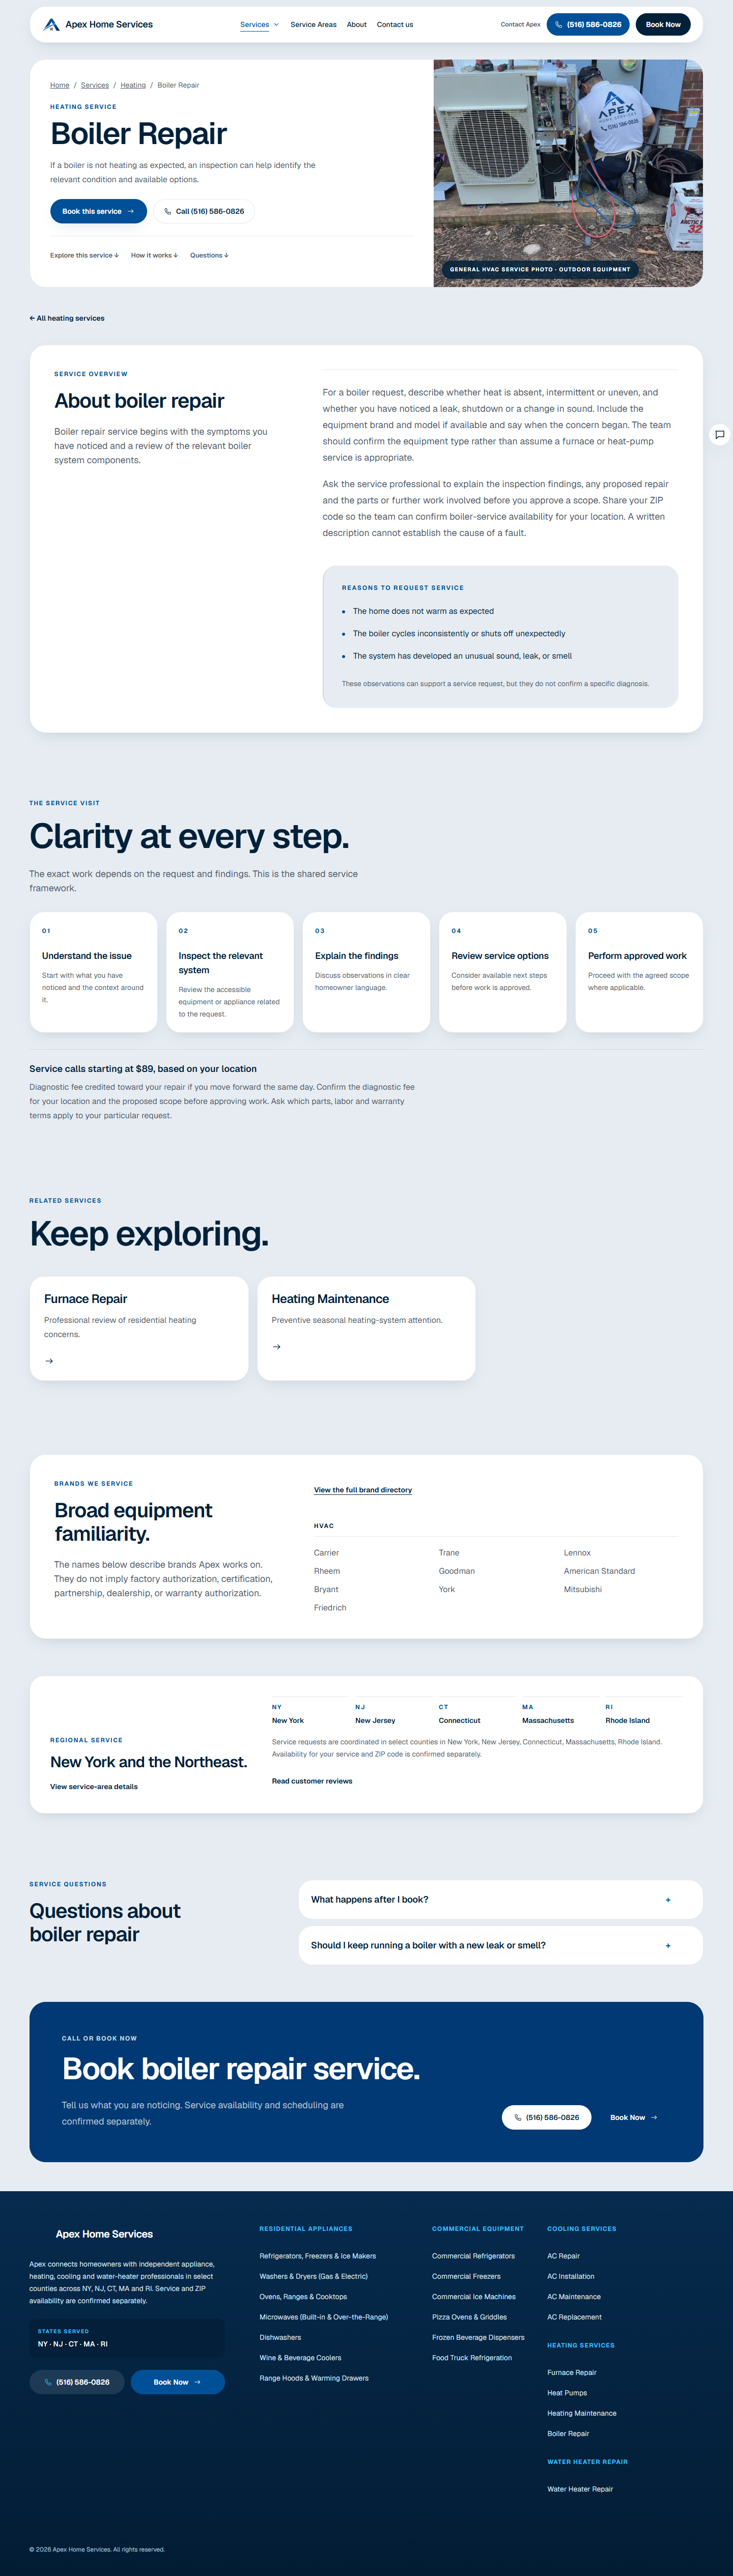 Apex Home Services
Services
Service Areas
About
Contact us
Contact Apex
(516) 586-0826
Book Now
Home / Services / Heating / Boiler Repair
HEATING SERVICE
Boiler Repair
If a boiler is not heating as expected, an inspection can help identify the
relevant condition and available options.
Book this service →
Call (516) 586-0826
Explore this service ↓
How it works ↓
Questions ↓
APEX
HOME SERVICES
(516) 586-0826
GENERAL HVAC SERVICE PHOTO · OUTDOOR EQUIPMENT
← All heating services
SERVICE OVERVIEW
About boiler repair
Boiler repair service begins with the symptoms you
have noticed and a review of the relevant boiler
system components.
For a boiler request, describe whether heat is absent, intermittent or uneven, and
whether you have noticed a leak, shutdown or a change in sound. Include the
equipment brand and model if available and say when the concern began. The team
should confirm the equipment type rather than assume a furnace or heat-pump
service is appropriate.
Ask the service professional to explain the inspection findings, any proposed repair
and the parts or further work involved before you approve a scope. Share your ZIP
code so the team can confirm boiler-service availability for your location. A written
description cannot establish the cause of a fault.
REASONS TO REQUEST SERVICE
The home does not warm as expected
The boiler cycles inconsistently or shuts off unexpectedly
The system has developed an unusual sound, leak, or smell
These observations can support a service request, but they do not confirm a specific diagnosis.
THE SERVICE VISIT
Clarity at every step.
The exact work depends on the request and findings. This is the shared service
framework.
01
Understand the issue
Start with what you have
noticed and the context around
it.
02
Inspect the relevant
system
Review the accessible
equipment or appliance related
to the request.
03
Explain the findings
Discuss observations in clear
homeowner language.
04
Review service options
Consider available next steps
before work is approved.
05
Perform approved work
Proceed with the agreed scope
where applicable.
Service calls starting at $89, based on your location
Diagnostic fee credited toward your repair if you move forward the same day. Confirm the diagnostic fee
for your location and the proposed scope before approving work. Ask which parts, labor and warranty
terms apply to your particular request.
RELATED SERVICES
Keep exploring.
Furnace Repair
Professional review of residential heating
concerns.
→
Heating Maintenance
Preventive seasonal heating-system attention.
→
BRANDS WE SERVICE
Broad equipment
familiarity.
The names below describe brands Apex works on.
They do not imply factory authorization, certification,
partnership, dealership, or warranty authorization.
View the full brand directory
HVAC
Carrier
Trane
Lennox
Rheem
Goodman
American Standard
Bryant
York
Mitsubishi
Friedrich
REGIONAL SERVICE
New York and the Northeast.
View service-area details
NY
New York
NJ
New Jersey
CT
Connecticut
MA
Massachusetts
RI
Rhode Island
Service requests are coordinated in select counties in New York, New Jersey, Connecticut, Massachusetts, Rhode Island.
Availability for your service and ZIP code is confirmed separately.
Read customer reviews
SERVICE QUESTIONS
Questions about
boiler repair
What happens after I book? +
Should I keep running a boiler with a new leak or smell? +
CALL OR BOOK NOW
Book boiler repair service.
Tell us what you are noticing. Service availability and scheduling are
confirmed separately.
(516) 586-0826
Book Now →
Apex Home Services
Apex connects homeowners with independent appliance,
heating, cooling and water-heater professionals in select
counties across NY, NJ, CT, MA and RI. Service and ZIP
availability are confirmed separately.
STATES SERVED
NY · NJ · CT · MA · RI
(516) 586-0826
Book Now →
RESIDENTIAL APPLIANCES
Refrigerators, Freezers & Ice Makers
Washers & Dryers (Gas & Electric)
Ovens, Ranges & Cooktops
Microwaves (Built-in & Over-the-Range)
Dishwashers
Wine & Beverage Coolers
Range Hoods & Warming Drawers
COMMERCIAL EQUIPMENT
Commercial Refrigerators
Commercial Freezers
Commercial Ice Machines
Pizza Ovens & Griddles
Frozen Beverage Dispensers
Food Truck Refrigeration
COOLING SERVICES
AC Repair
AC Installation
AC Maintenance
AC Replacement
HEATING SERVICES
Furnace Repair
Heat Pumps
Heating Maintenance
Boiler Repair
WATER HEATER REPAIR
Water Heater Repair
© 2026 Apex Home Services. All rights reserved.